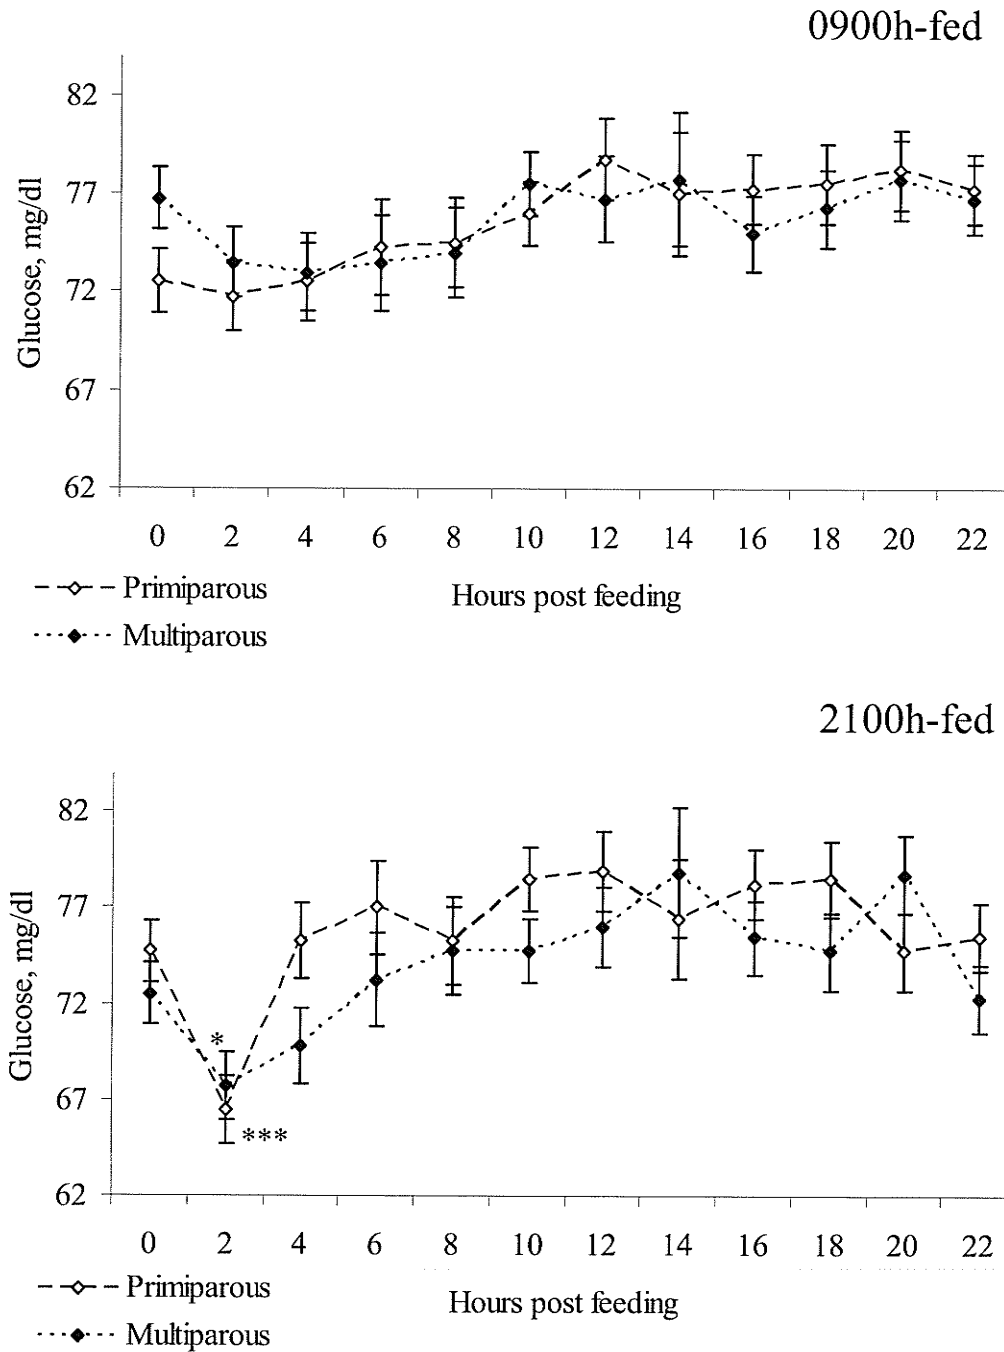 0900h-fed
82
77
72
67
62
Glucose, mg/dl
0 2 4 6 8 10 12 14 16 18 20 22
Primiparous
Hours post feeding
Multiparous
2100h-fed
82
77
72
67
62
Glucose, mg/dl
*
***
0 2 4 6 8 10 12 14 16 18 20 22
Primiparous
Hours post feeding
Multiparous